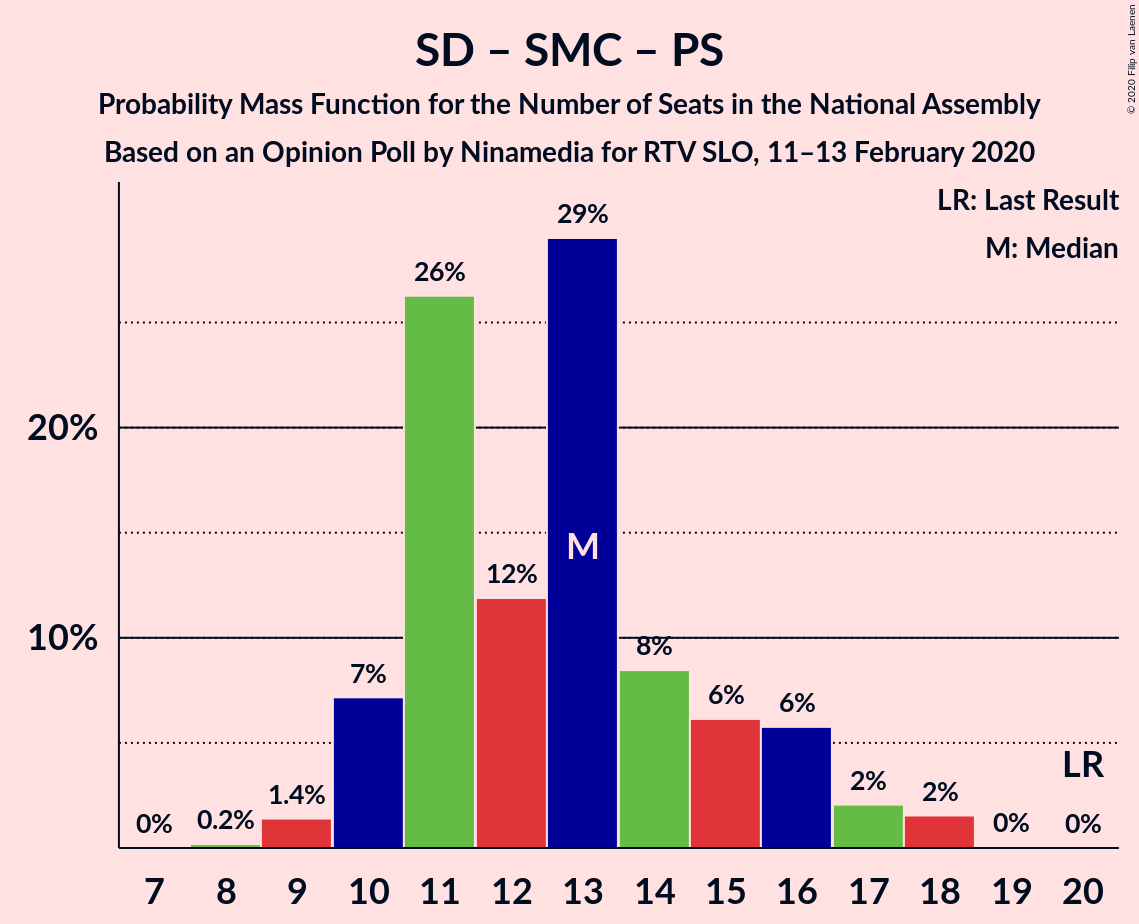 SD – SMC – PS
Probability Mass Function for the Number of Seats in the National Assembly
Based on an Opinion Poll by Ninamedia for RTV SLO, 11–13 February 2020
© 2020 Filip van Laenen
LR: Last Result
M: Median
20%
10%
0%
0.2%
1.4%
7%
26%
12%
29%
M
8%
6%
6%
2%
2%
0%
LR
0%
7 8 9 10 11 12 13 14 15 16 17 18 19 20